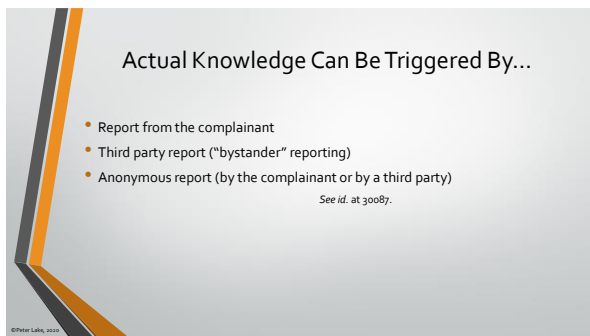 Actual Knowledge Can Be Triggered By...
• Report from the complainant
• Third party report ("bystander" reporting)
• Anonymous report (by the complainant or by a third party)
See id. at 30087.
©Peter Lake, 2020